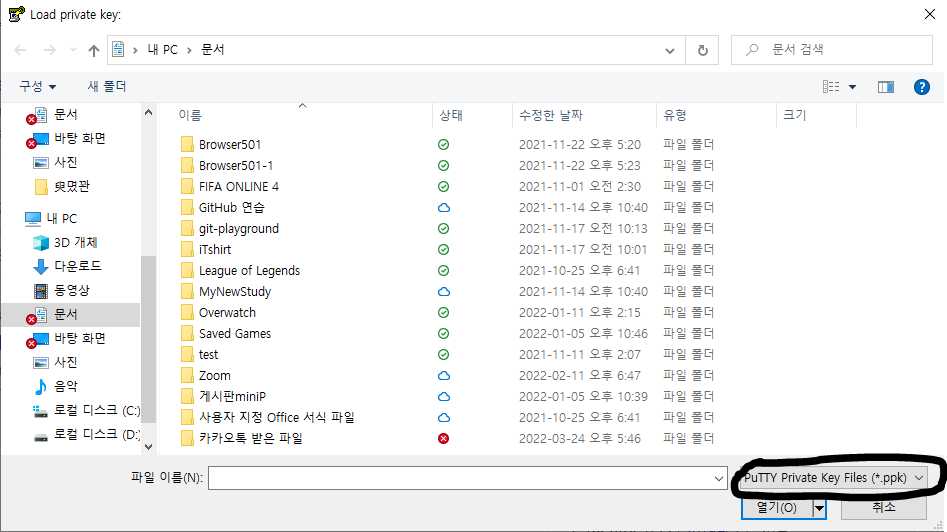 Load private key:
내 PC > 문서
문서 검색
구성 새 폴더
이름 상태 수정한 날짜 유형 크기
문서
바탕 화면
사진
내 PC
3D 개체
다운로드
동영상
문서
바탕 화면
사진
음악
로컬 디스크 (C:)
로컬 디스크 (D:)
Browser501 2021-11-22 오후 5:20 파일 폴더
Browser501-1 2021-11-22 오후 5:23 파일 폴더
FIFA ONLINE 4 2021-11-01 오전 2:30 파일 폴더
GitHub 연습 2021-11-14 오후 10:40 파일 폴더
git-playground 2021-11-17 오전 10:13 파일 폴더
iTshirt 2021-11-17 오전 10:01 파일 폴더
League of Legends 2021-10-25 오후 6:41 파일 폴더
MyNewStudy 2021-11-14 오후 10:40 파일 폴더
Overwatch 2022-01-11 오후 2:15 파일 폴더
Saved Games 2022-01-05 오후 10:46 파일 폴더
test 2021-11-11 오후 2:07 파일 폴더
Zoom 2022-02-11 오후 6:47 파일 폴더
게시판miniP 2022-01-05 오후 10:39 파일 폴더
사용자 지정 Office 서식 파일 2021-10-25 오후 6:41 파일 폴더
카카오톡 받은 파일 2022-03-24 오후 5:46 파일 폴더
파일 이름(N):
PuTTY Private Key Files (*.ppk)
열기(O) 취소